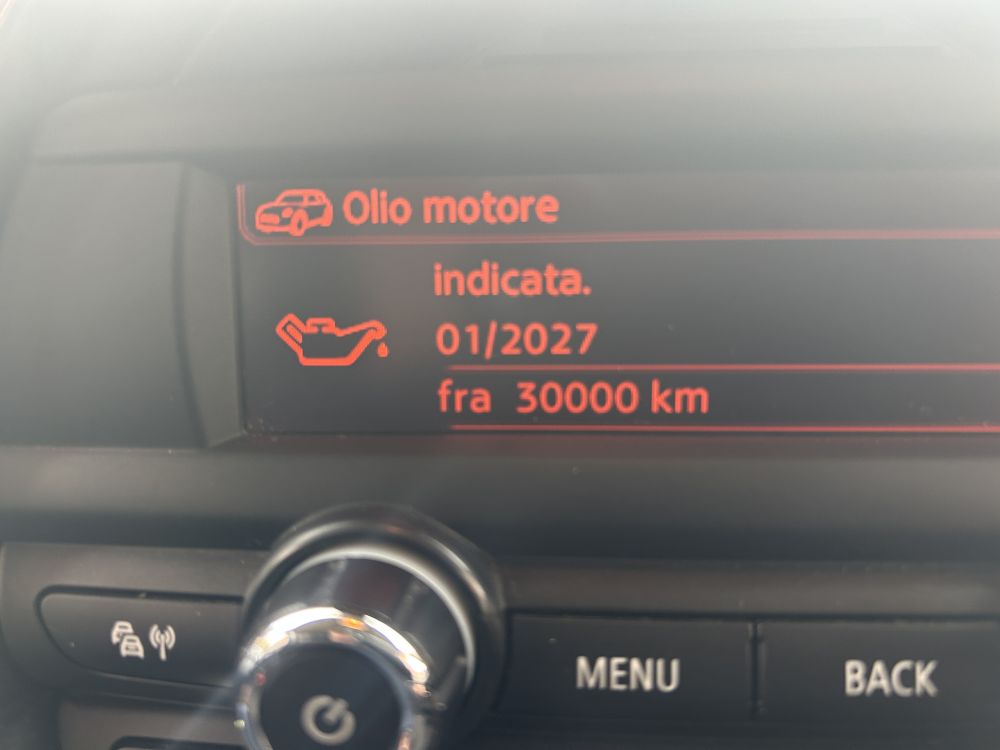 Olio motore
indicata.
01/2027
fra 30000 km
MENU
BACK